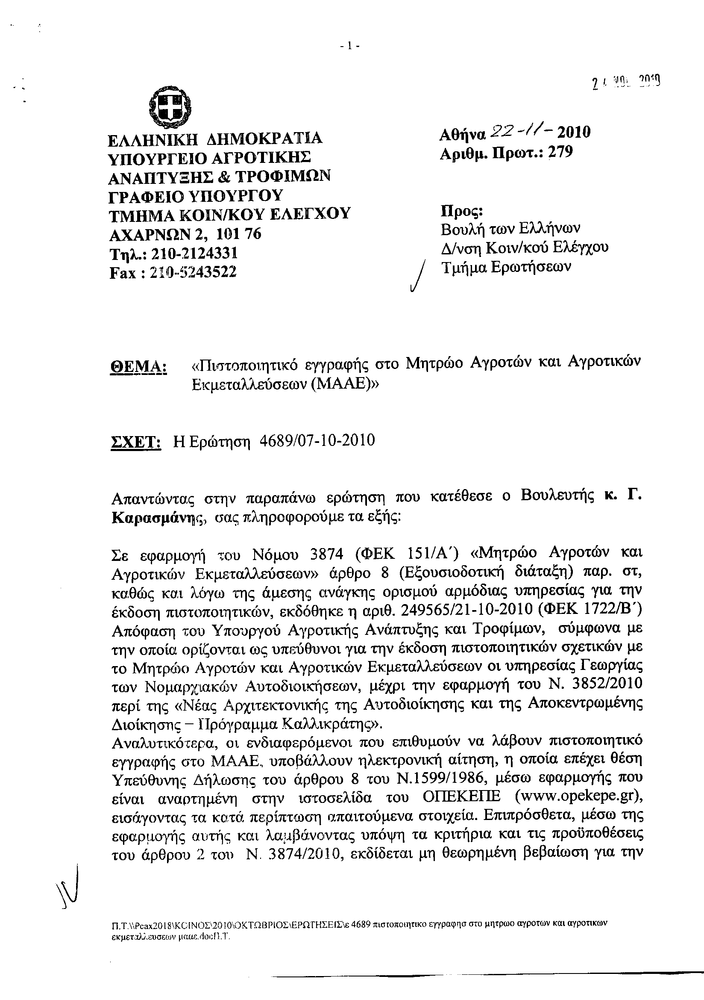 - 1 -
ΕΛΛΗΝΙΚΗ ΔΗΜΟΚΡΑΤΙΑ
ΥΠΟΥΡΓΕΙΟ ΑΓΡΟΤΙΚΗΣ
ΑΝΑΠΤΥΞΗΣ & ΤΡΟΦΙΜΩΝ
ΓΡΑΦΕΙΟ ΥΠΟΥΡΓΟΥ
ΤΜΗΜΑ ΚΟΙΝ/ΚΟΥ ΕΛΕΓΧΟΥ
ΑΧΑΡΝΩΝ 2, 101 76
Τηλ.: 210-2124331
Fax : 210-5243522
Αθήνα 22-11-2010
Αριθμ. Πρωτ.: 279
Προς:
Βουλή των Ελλήνων
Δ/νση Κοιν/κού Ελέγχου
Τμήμα Ερωτήσεων
ΘΕΜΑ: «Πιστοποιητικό εγγραφής στο Μητρώο Αγροτών και Αγροτικών
Εκμεταλλεύσεων (ΜΑΑΕ)»
ΣΧΕΤ: Η Ερώτηση 4689/07-10-2010
Απαντώντας στην παραπάνω ερώτηση που κατέθεσε ο Βουλευτής κ. Γ.
Καρασμάνης, σας πληροφορούμε τα εξής:
Σε εφαρμογή του Νόμου 3874 (ΦΕΚ 151/Α΄) «Μητρώο Αγροτών και
Αγροτικών Εκμεταλλεύσεων» άρθρο 8 (Εξουσιοδοτική διάταξη) παρ. στ,
καθώς και λόγω της άμεσης ανάγκης ορισμού αρμόδιας υπηρεσίας για την
έκδοση πιστοποιητικών, εκδόθηκε η αριθ. 249565/21-10-2010 (ΦΕΚ 1722/Β΄)
Απόφαση του Υπουργού Αγροτικής Ανάπτυξης και Τροφίμων, σύμφωνα με
την οποία ορίζονται ως υπεύθυνοι για την έκδοση πιστοποιητικών σχετικών με
το Μητρώο Αγροτών και Αγροτικών Εκμεταλλεύσεων οι υπηρεσίας Γεωργίας
των Νομαρχιακών Αυτοδιοικήσεων, μέχρι την εφαρμογή του Ν. 3852/2010
περί της «Νέας Αρχιτεκτονικής της Αυτοδιοίκησης και της Αποκεντρωμένης
Διοίκησης – Πρόγραμμα Καλλικράτης».
Αναλυτικότερα, οι ενδιαφερόμενοι που επιθυμούν να λάβουν πιστοποιητικό
εγγραφής στο ΜΑΑΕ, υποβάλλουν ηλεκτρονική αίτηση, η οποία επέχει θέση
Υπεύθυνης Δήλωσης του άρθρου 8 του Ν.1599/1986, μέσω εφαρμογής που
είναι αναρτημένη στην ιστοσελίδα του ΟΠΕΚΕΠΕ (www.opekepe.gr),
εισάγοντας τα κατά περίπτωση απαιτούμενα στοιχεία. Επιπρόσθετα, μέσω της
εφαρμογής αυτής και λαμβάνοντας υπόψη τα κριτήρια και τις προϋποθέσεις
του άρθρου 2 του Ν. 3874/2010, εκδίδεται μη θεωρημένη βεβαίωση για την
Π.Τ.\\Pcax2018\ΚΟΙΝΟΣ\2010\ΟΚΤΩΒΡΙΟΣ\ΕΡΩΤΗΣΕΙΣ\ε 4689 πιστοποιητικο εγγραφησ στο μητρωο αγροτων και αγροτικων
εκμεταλλευσεων μααε.docΠ.Τ.